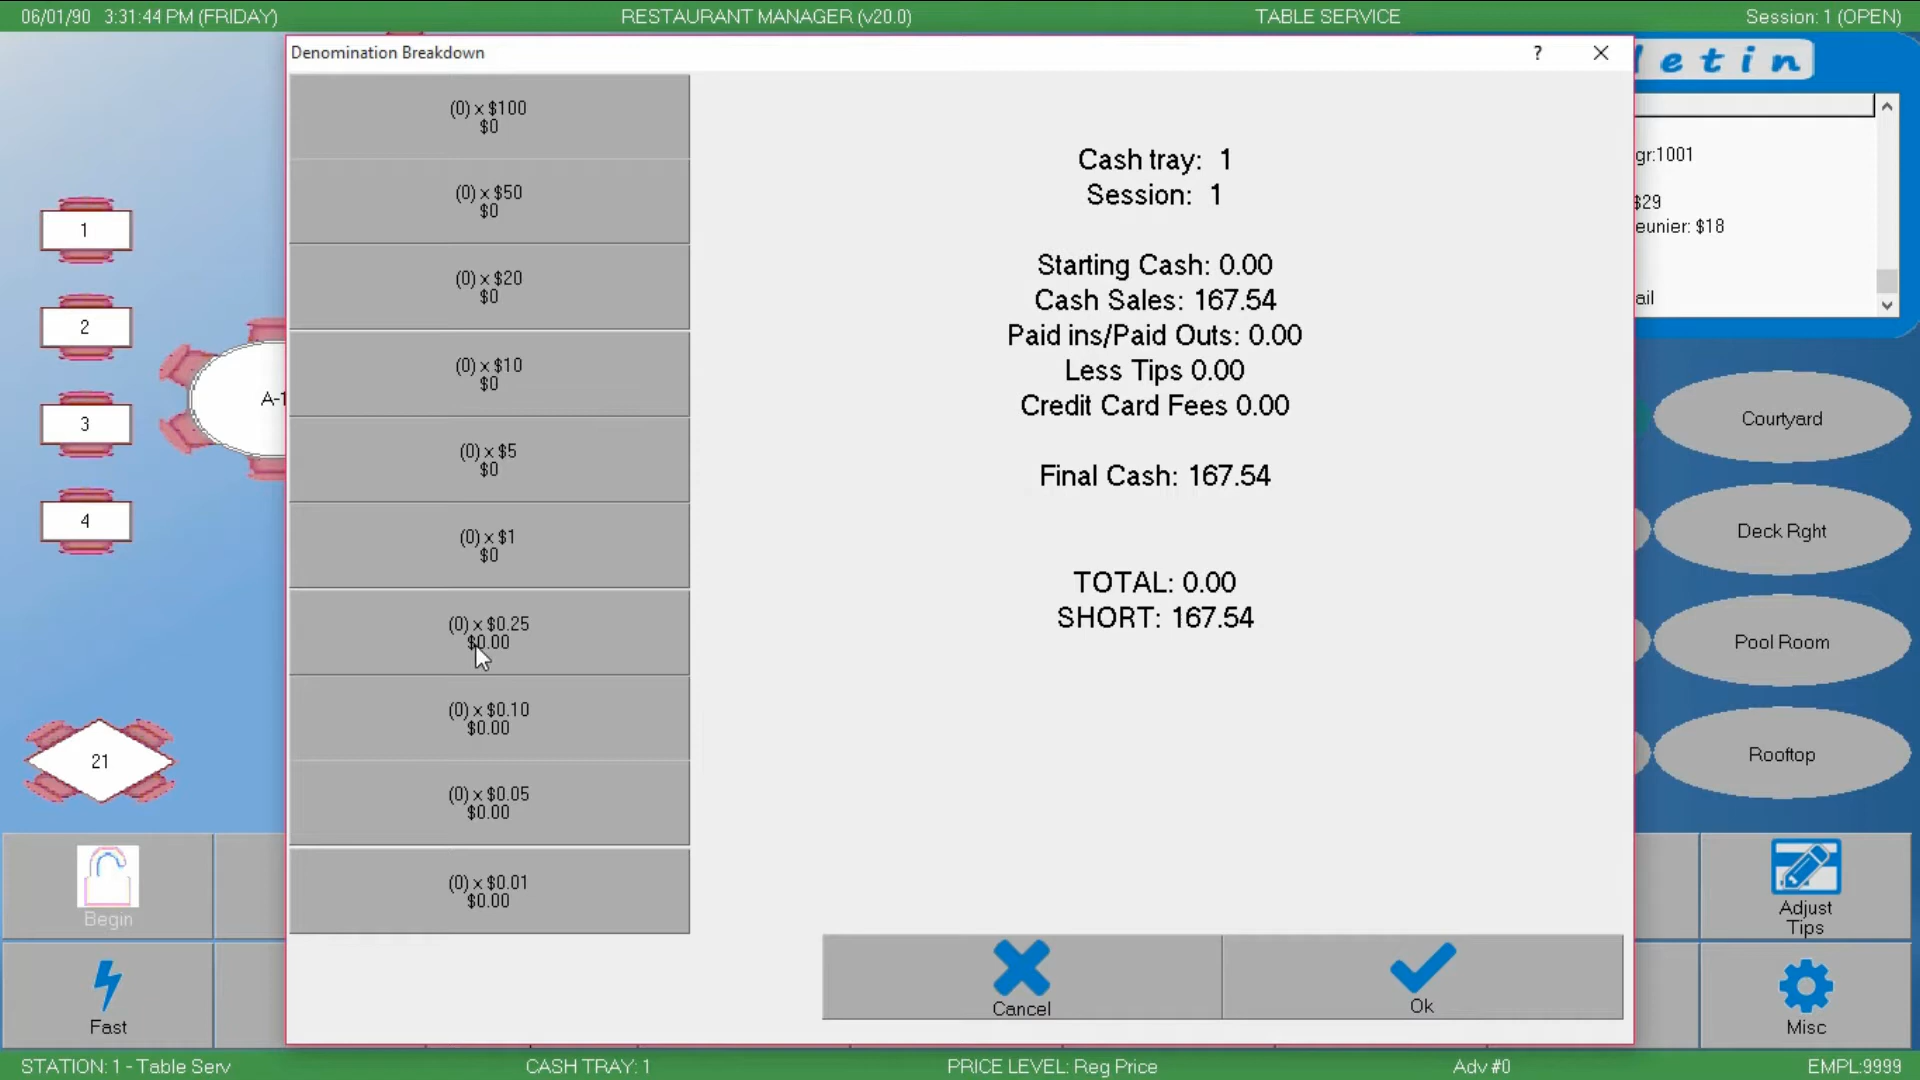 06/01/90 3:31:44 PM (FRIDAY) RESTAURANT MANAGER (v20.0) TABLE SERVICE Session: 1 (OPEN)
Denomination Breakdown ?
etin
(0) x $100
$0
(0) x $50
$0
(0) x $20
$0
(0) x $10
$0
(0) x $5
$0
(0) x $1
$0
(0) x $0.25
$0.00
(0) x $0.10
$0.00
(0) x $0.05
$0.00
(0) x $0.01
$0.00
Cash tray: 1
Session: 1
Starting Cash: 0.00
Cash Sales: 167.54
Paid ins/Paid Outs: 0.00
Less Tips 0.00
Credit Card Fees 0.00
Final Cash: 167.54
TOTAL: 0.00
SHORT: 167.54
Cancel
Ok
1
2
3
4
A-1
21
gr:1001
$29
eunier: $18
ail
Courtyard
Deck Rght
Pool Room
Rooftop
Begin
Fast
Adjust
Tips
Misc
STATION: 1 - Table Serv CASH TRAY: 1 PRICE LEVEL: Reg Price Adv #0 EMPL:9999